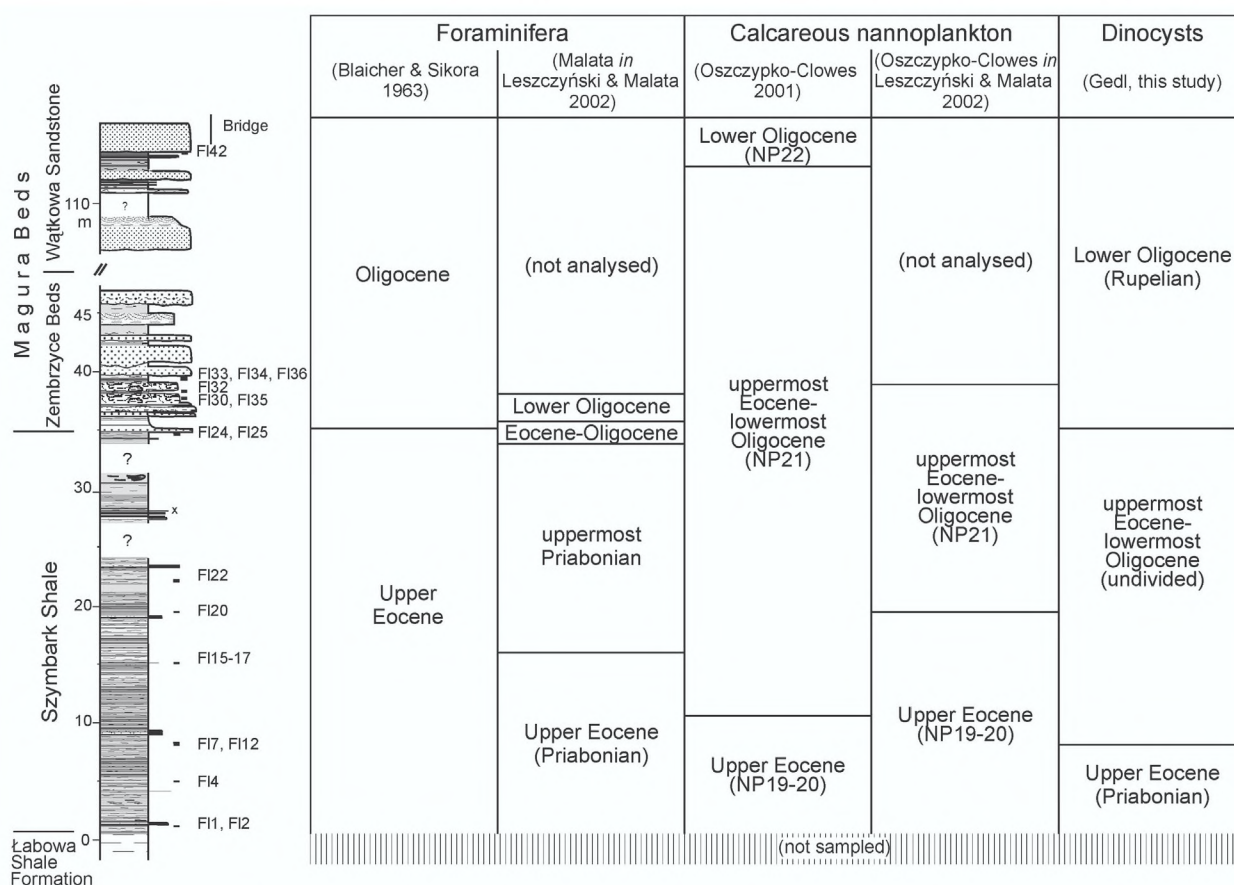 Foraminifera
Calcareous nannoplankton
Dinocysts
(Blaicher & Sikora
1963)
(Malata in
Leszczyński & Malata
2002)
(Oszczypko-Clowes
2001)
(Oszczypko-Clowes in
Leszczyński & Malata
2002)
(Gedl, this study)
Magura Beds
Wątkowa Sandstone
Zembrzyce Beds
Szymbark Shale
Łabowa
Shale
Formation
110
m
45
40
30
20
10
0
?
?
?
x
Bridge
Fl42
Fl33, Fl34, Fl36
Fl32
Fl30, Fl35
Fl24, Fl25
Fl22
Fl20
Fl15-17
Fl7, Fl12
Fl4
Fl1, Fl2
Oligocene
Upper
Eocene
(not analysed)
Lower Oligocene
Eocene-Oligocene
uppermost
Priabonian
Upper Eocene
(Priabonian)
Lower Oligocene
(NP22)
uppermost
Eocene-
lowermost
Oligocene
(NP21)
Upper Eocene
(NP19-20)
(not analysed)
uppermost
Eocene-
lowermost
Oligocene
(NP21)
Upper Eocene
(NP19-20)
Lower Oligocene
(Rupelian)
uppermost
Eocene-
lowermost
Oligocene
(undivided)
Upper Eocene
(Priabonian)
(not sampled)